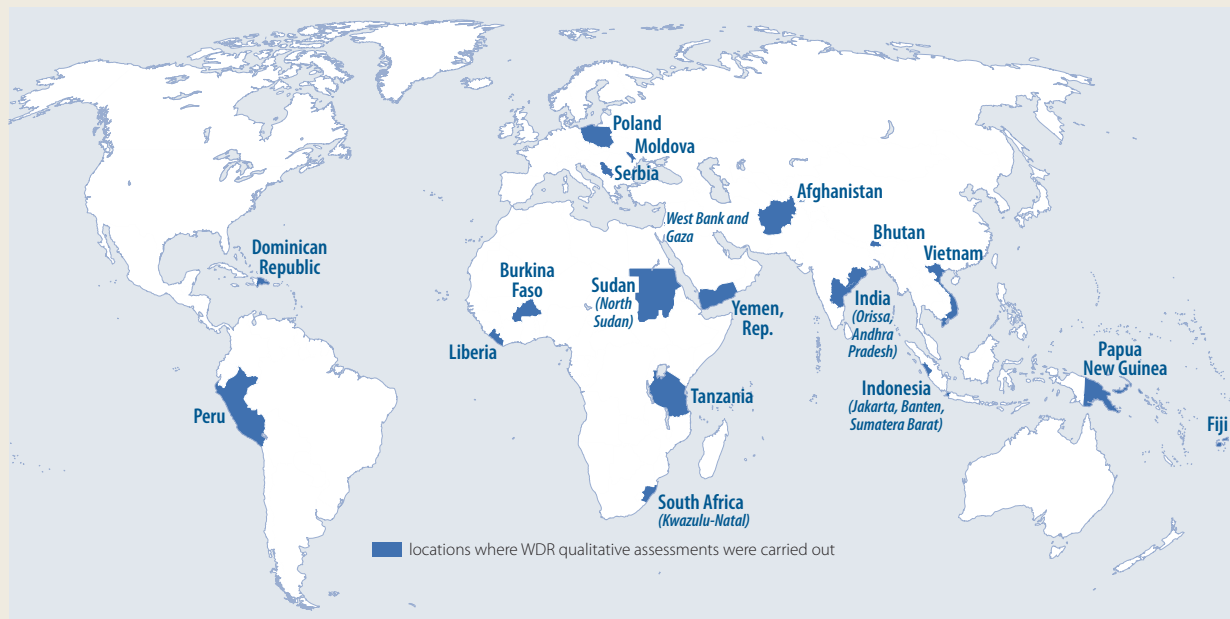 Poland
Moldova
Serbia
Afghanistan
West Bank and
Gaza
Bhutan
Vietnam
Dominican
Republic
Burkina
Faso
Sudan
(North
Sudan)
Yemen,
Rep.
India
(Orissa,
Andhra
Pradesh)
Liberia
Papua
New Guinea
Indonesia
(Jakarta, Banten,
Sumatera Barat)
Tanzania
Peru
Fiji
South Africa
(Kwazulu-Natal)
locations where WDR qualitative assessments were carried out